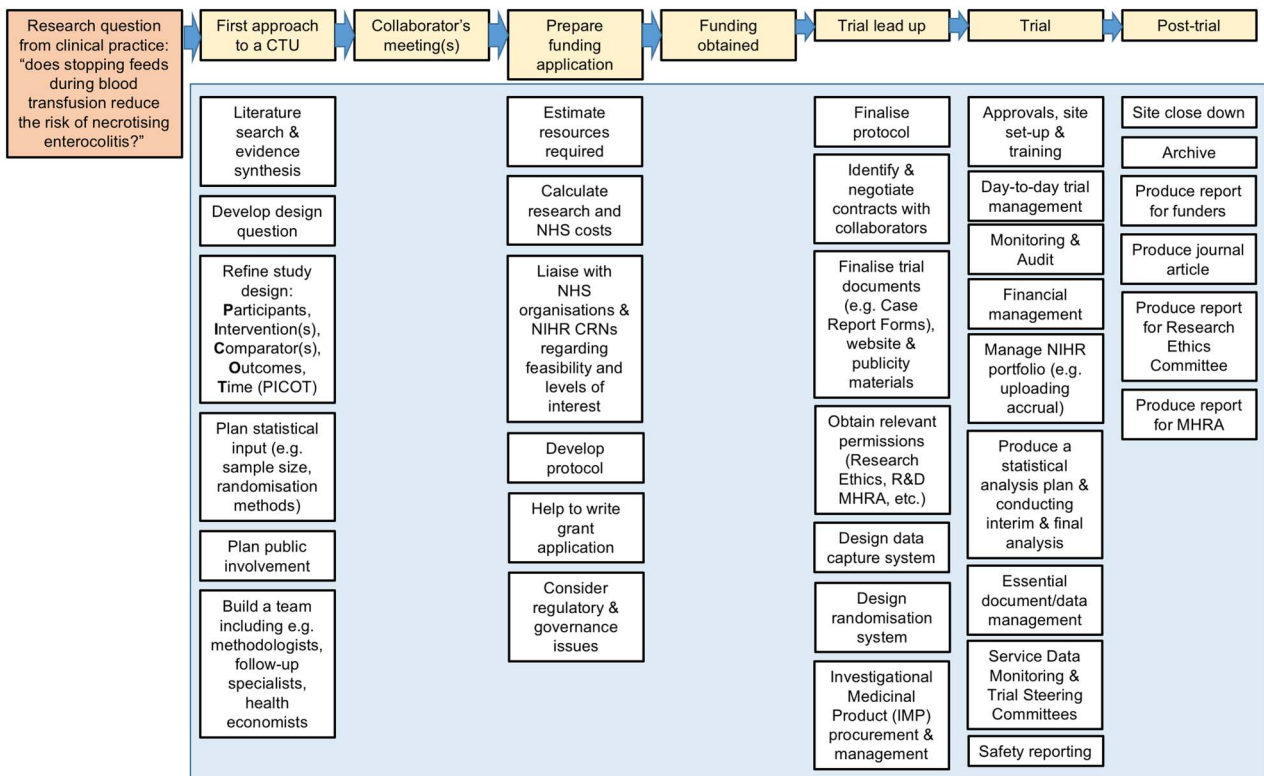 Research question
from clinical practice:
“does stopping feeds
during blood
transfusion reduce
the risk of necrotising
enterocolitis?”
First approach
to a CTU
Collaborator’s
meeting(s)
Prepare
funding
application
Funding
obtained
Trial lead up
Trial
Post-trial
Literature
search &
evidence
synthesis
Develop design
question
Refine study
design:
Participants,
Intervention(s),
Comparator(s),
Outcomes,
Time (PICOT)
Plan statistical
input (e.g.
sample size,
randomisation
methods)
Plan public
involvement
Build a team
including e.g.
methodologists,
follow-up
specialists,
health
economists
Estimate
resources
required
Calculate
research and
NHS costs
Liaise with
NHS
organisations &
NIHR CRNs
regarding
feasibility and
levels of
interest
Develop
protocol
Help to write
grant
application
Consider
regulatory &
governance
issues
Finalise
protocol
Identify &
negotiate
contracts with
collaborators
Finalise trial
documents
(e.g. Case
Report Forms),
website &
publicity
materials
Obtain relevant
permissions
(Research
Ethics, R&D
MHRA, etc.)
Design data
capture system
Design
randomisation
system
Investigational
Medicinal
Product (IMP)
procurement &
management
Approvals, site
set-up &
training
Day-to-day trial
management
Monitoring &
Audit
Financial
management
Manage NIHR
portfolio (e.g.
uploading
accrual)
Produce a
statistical
analysis plan &
conducting
interim & final
analysis
Essential
document/data
management
Service Data
Monitoring &
Trial Steering
Committees
Safety reporting
Site close down
Archive
Produce report
for funders
Produce journal
article
Produce report
for Research
Ethics
Committee
Produce report
for MHRA